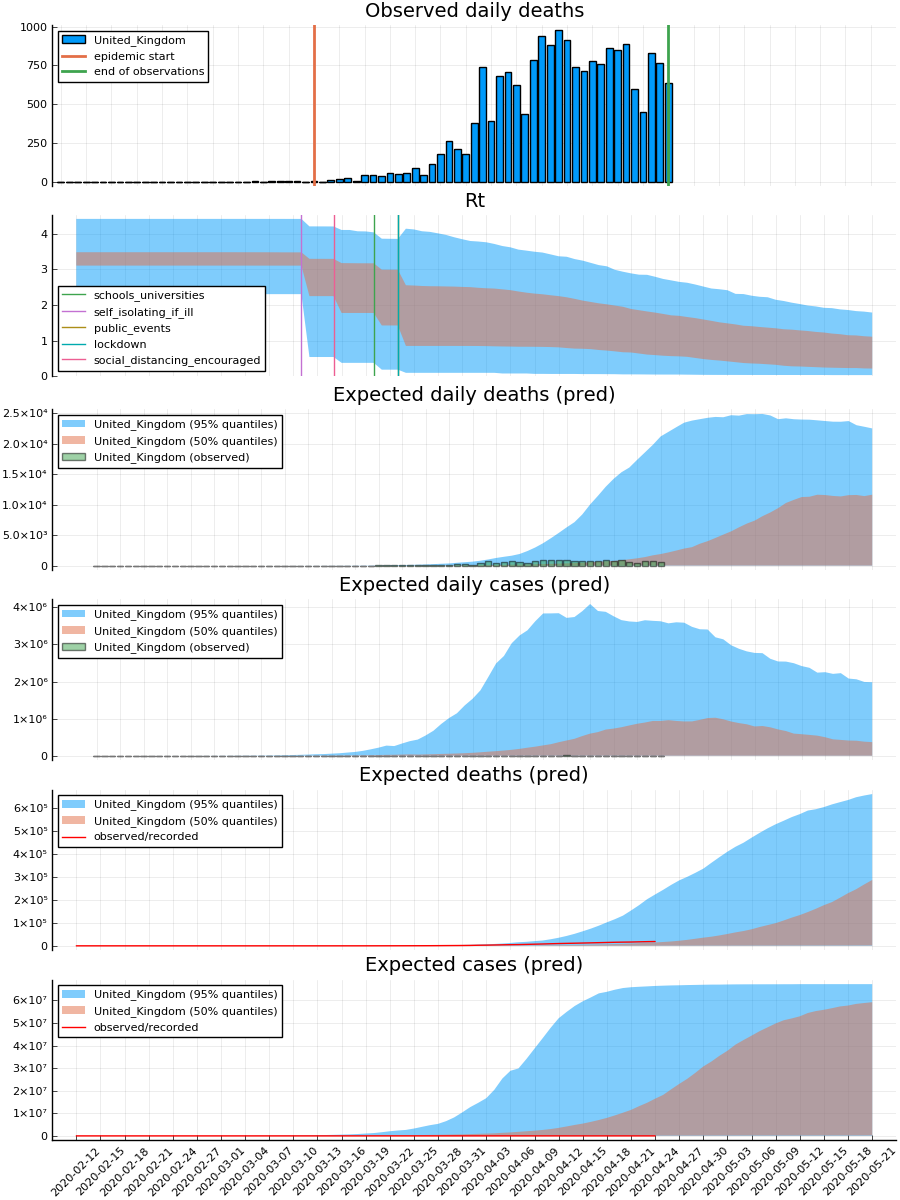 Observed daily deaths
1000
750
500
250
0
United_Kingdom
epidemic start
end of observations
Rt
4
3
2
1
0
schools_universities
self_isolating_if_ill
public_events
lockdown
social_distancing_encouraged
Expected daily deaths (pred)
2.5×10⁴
2.0×10⁴
1.5×10⁴
1.0×10⁴
5.0×10³
0
United_Kingdom (95% quantiles)
United_Kingdom (50% quantiles)
United_Kingdom (observed)
Expected daily cases (pred)
4×10⁶
3×10⁶
2×10⁶
1×10⁶
0
United_Kingdom (95% quantiles)
United_Kingdom (50% quantiles)
United_Kingdom (observed)
Expected deaths (pred)
6×10⁵
5×10⁵
4×10⁵
3×10⁵
2×10⁵
1×10⁵
0
United_Kingdom (95% quantiles)
United_Kingdom (50% quantiles)
observed/recorded
Expected cases (pred)
6×10⁷
5×10⁷
4×10⁷
3×10⁷
2×10⁷
1×10⁷
0
United_Kingdom (95% quantiles)
United_Kingdom (50% quantiles)
observed/recorded
2020-02-12
2020-02-15
2020-02-18
2020-02-21
2020-02-24
2020-02-27
2020-03-01
2020-03-04
2020-03-07
2020-03-10
2020-03-13
2020-03-16
2020-03-19
2020-03-22
2020-03-25
2020-03-28
2020-03-31
2020-04-03
2020-04-06
2020-04-09
2020-04-12
2020-04-15
2020-04-18
2020-04-21
2020-04-24
2020-04-27
2020-04-30
2020-05-03
2020-05-06
2020-05-09
2020-05-12
2020-05-15
2020-05-18
2020-05-21